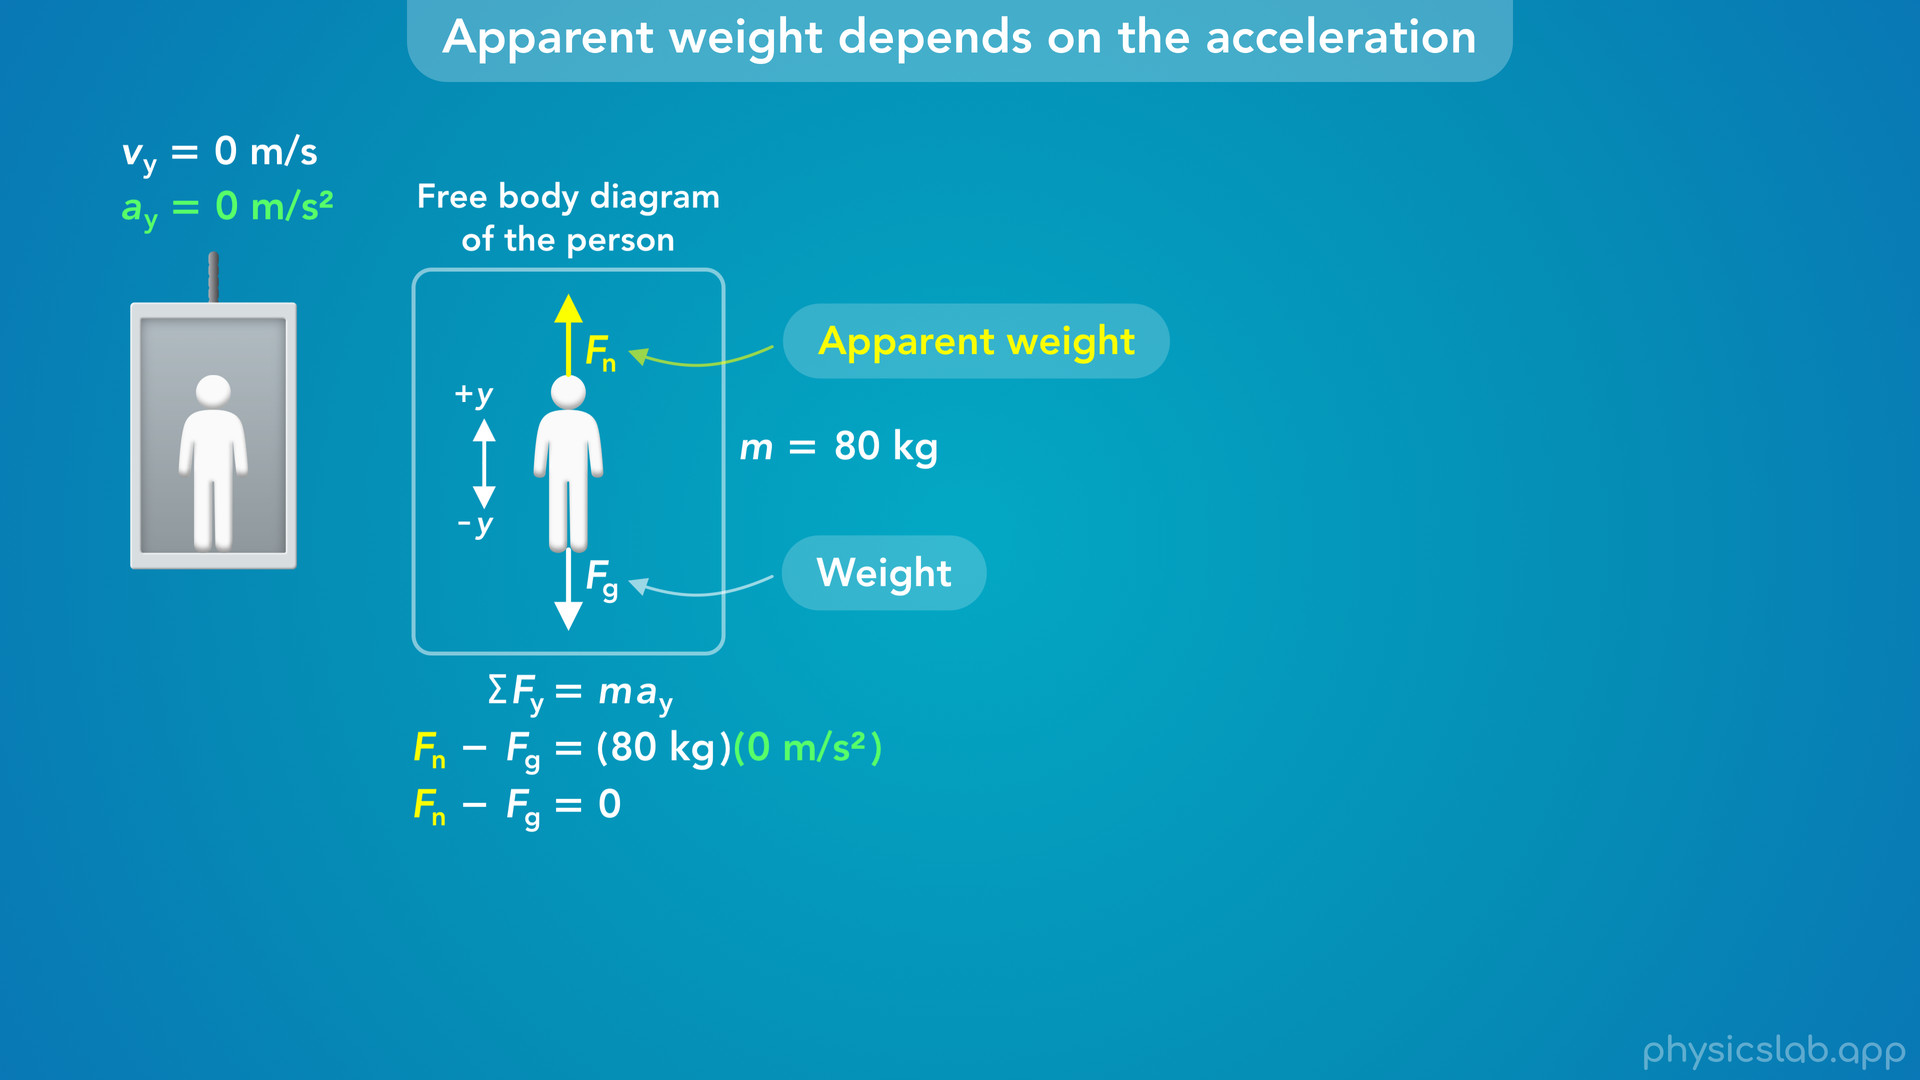 Apparent weight depends on the acceleration
vy = 0 m/s
ay = 0 m/s²
Free body diagram
of the person
Fn
Apparent weight
+y
m = 80 kg
−y
Fg
Weight
ΣFy = may
Fn − Fg = (80 kg)(0 m/s²)
Fn − Fg = 0
physicslab.app